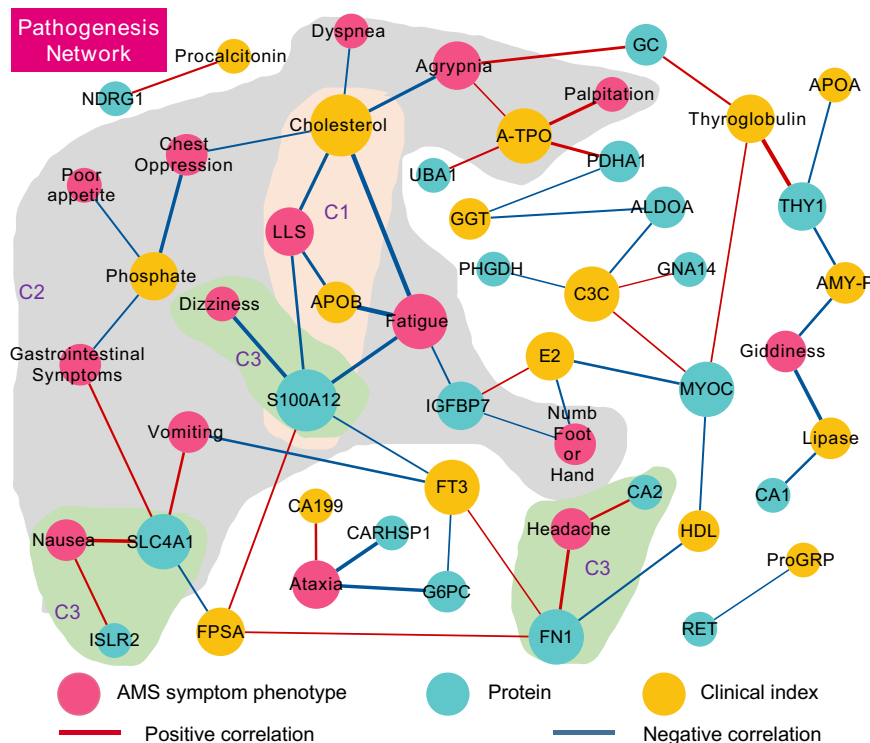 Pathogenesis
Network
Procalcitonin
NDRG1
Dyspnea
Agrypnia
GC
Palpitation
APOA
Cholesterol
A-TPO
Thyroglobulin
Chest
Oppression
UBA1
PDHA1
Poor
appetite
C1
LLS
GGT
ALDOA
THY1
Phosphate
PHGDH
GNA14
AMY-P
C2
Dizziness
APOB
C3C
Fatigue
Gastrointestinal
Symptoms
C3
E2
Giddiness
S100A12
IGFBP7
MYOC
Numb
Foot
or
Hand
Vomiting
Lipase
FT3
CA199
CA2
CA1
Nausea
SLC4A1
CARHSP1
Headache
HDL
C3
ProGRP
Ataxia
G6PC
C3
ISLR2
FPSA
FN1
RET
AMS symptom phenotype
Protein
Clinical index
Positive correlation
Negative correlation